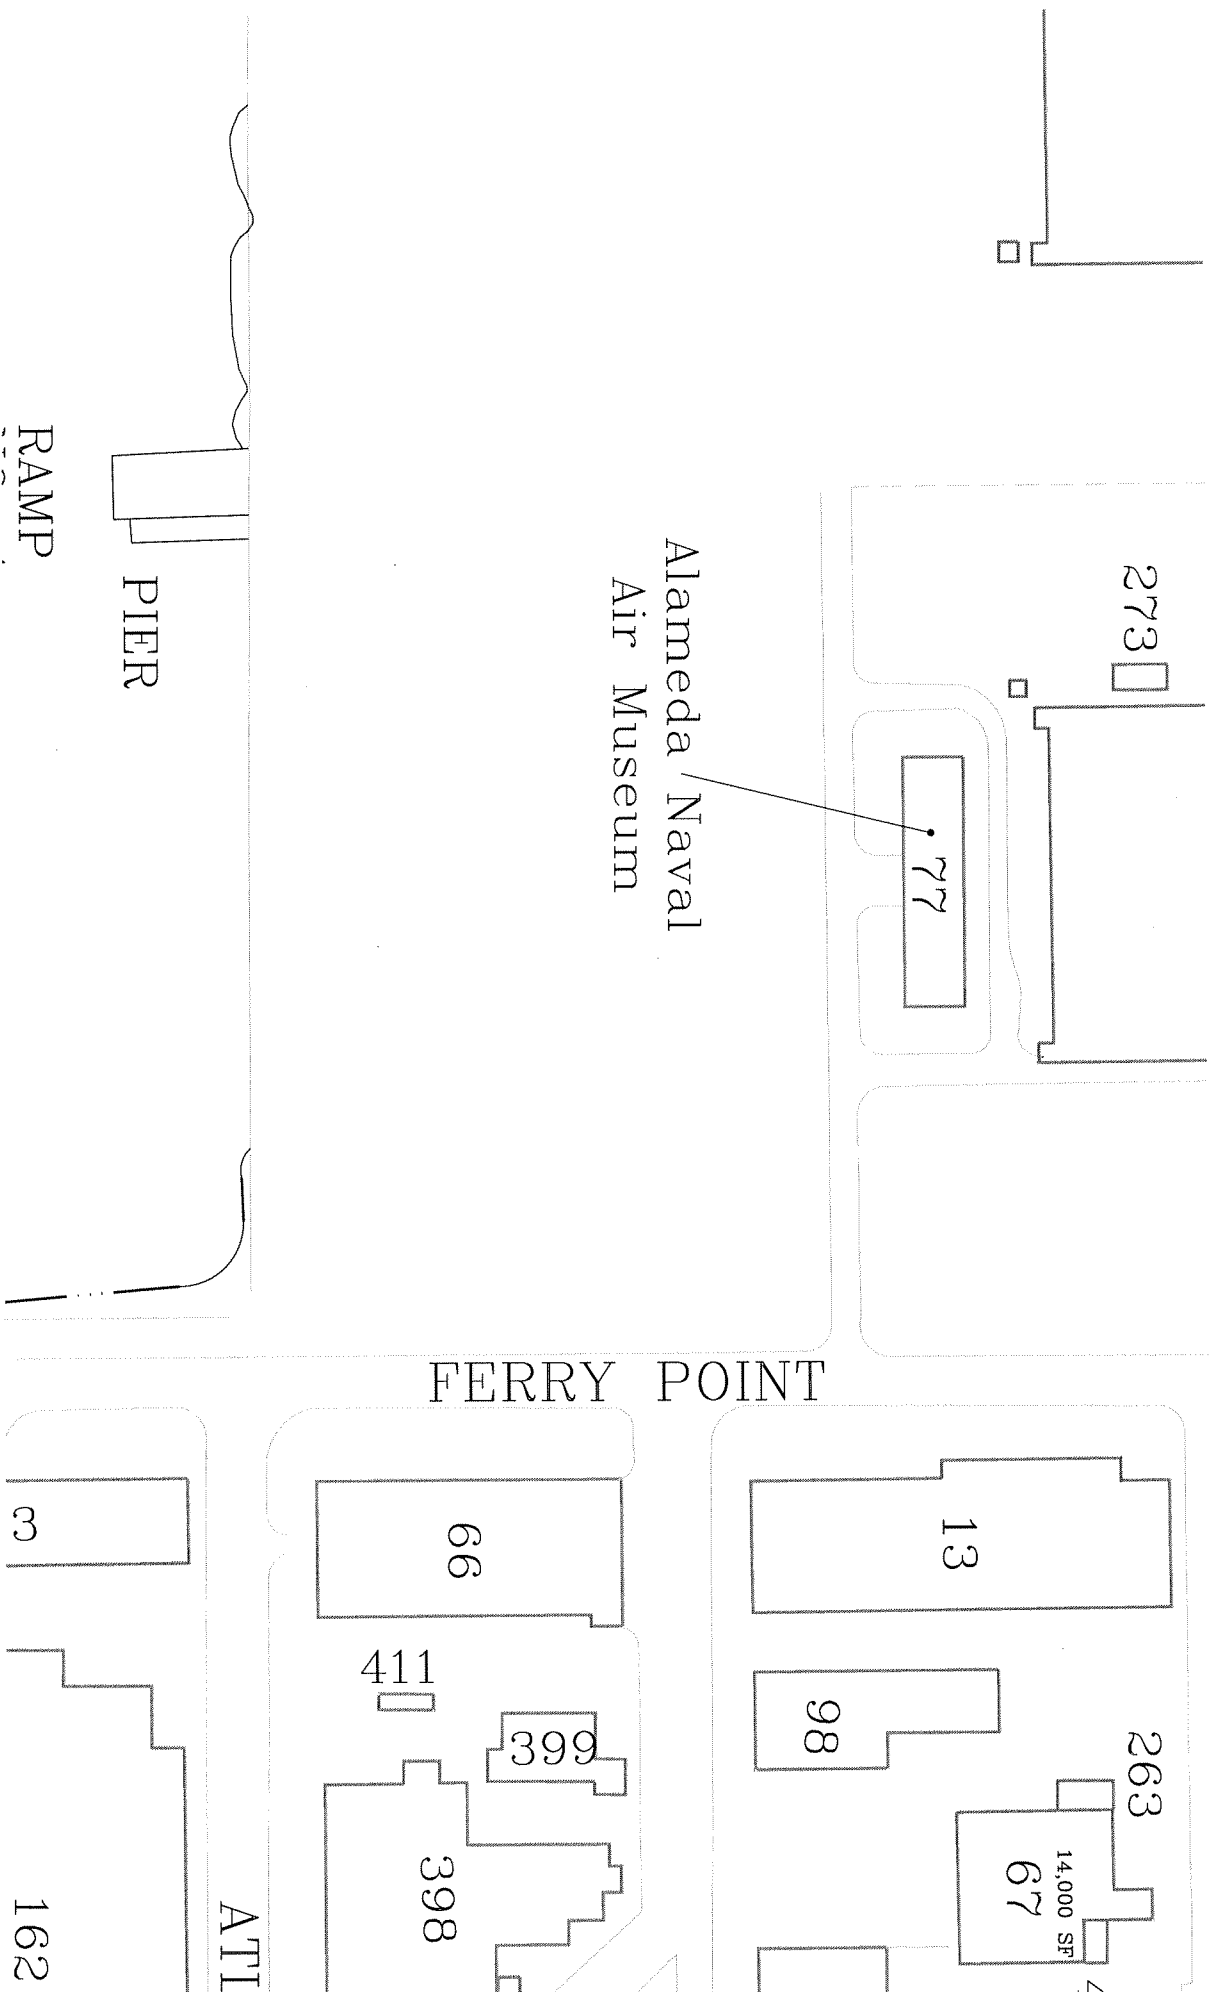 273
Alameda Naval
Air Museum
77
PIER
RAMP
FERRY POINT
13
66
3
411
399
98
263
14,000 SF
67
398
162